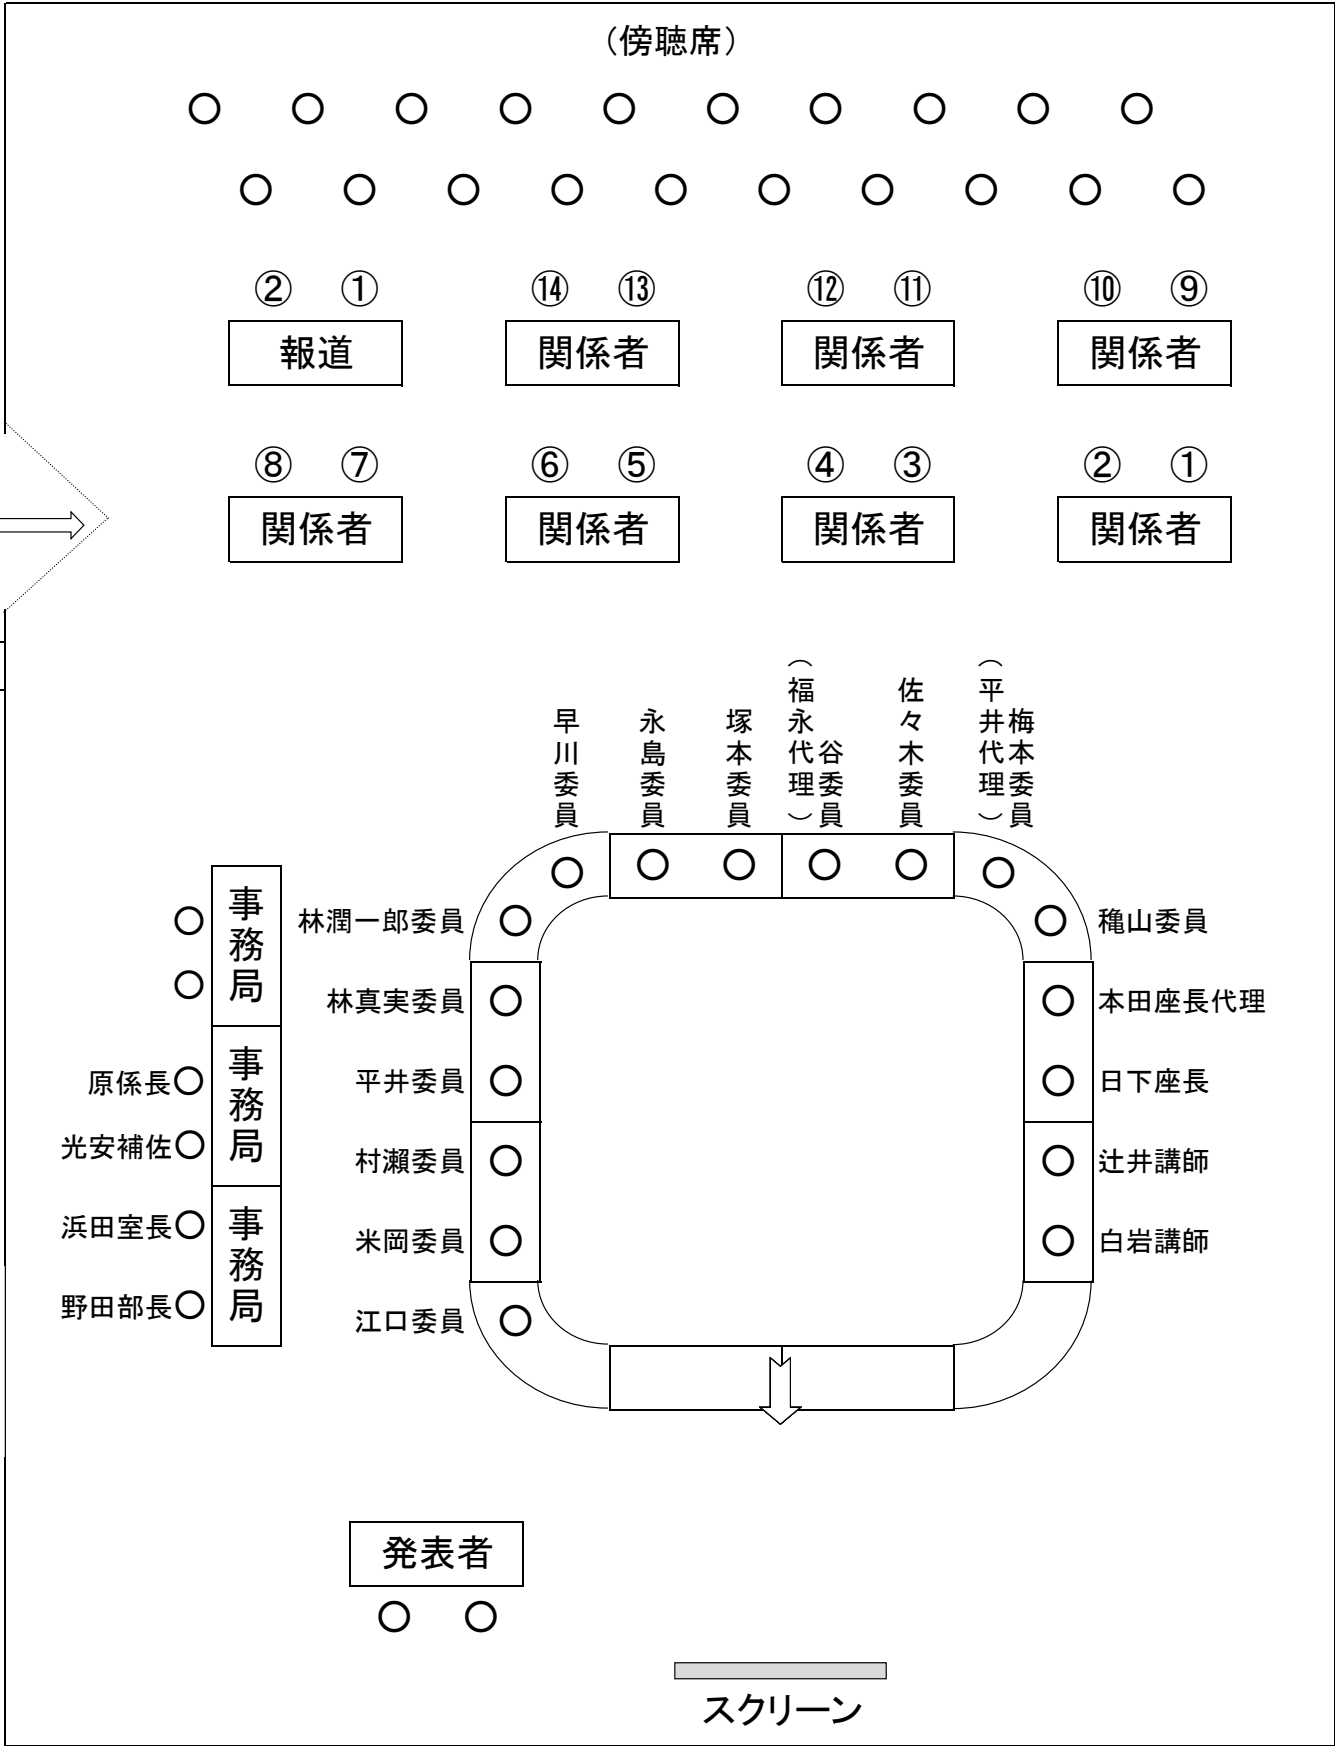 （傍聴席）
② ① ⑭ ⑬ ⑫ ⑪ ⑩ ⑨
報道 関係者 関係者 関係者
⑧ ⑦ ⑥ ⑤ ④ ③ ② ①
関係者 関係者 関係者 関係者
早川委員
永島委員
塚本委員
谷委員
（福永代理）
佐々木委員
梅本委員
（平井代理）
林潤一郎委員
林真実委員
平井委員
村瀬委員
米岡委員
江口委員
穐山委員
本田座長代理
日下座長
辻井講師
白岩講師
事務局
事務局
事務局
原係長
光安補佐
浜田室長
野田部長
発表者
スクリーン